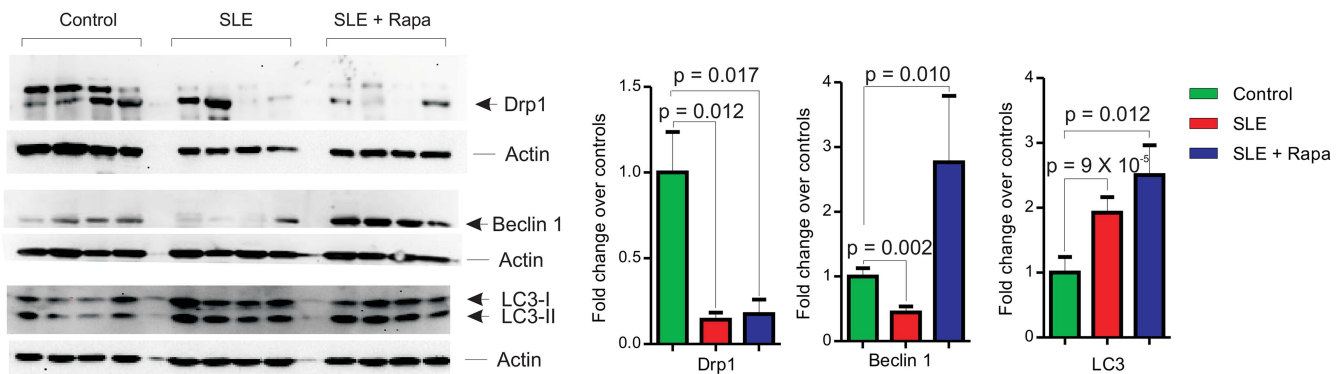 Control SLE SLE + Rapa
Drp1
Actin
Beclin 1
Actin
LC3-I
LC3-II
Actin
Fold change over controls
1.5
1.0
0.5
0.0
p = 0.017
p = 0.012
Drp1
Fold change over controls
4
3
2
1
0
p = 0.010
p = 0.002
Beclin 1
Fold change over controls
4
3
2
1
0
p = 0.012
p = 9 X 10-5
LC3
Control
SLE
SLE + Rapa